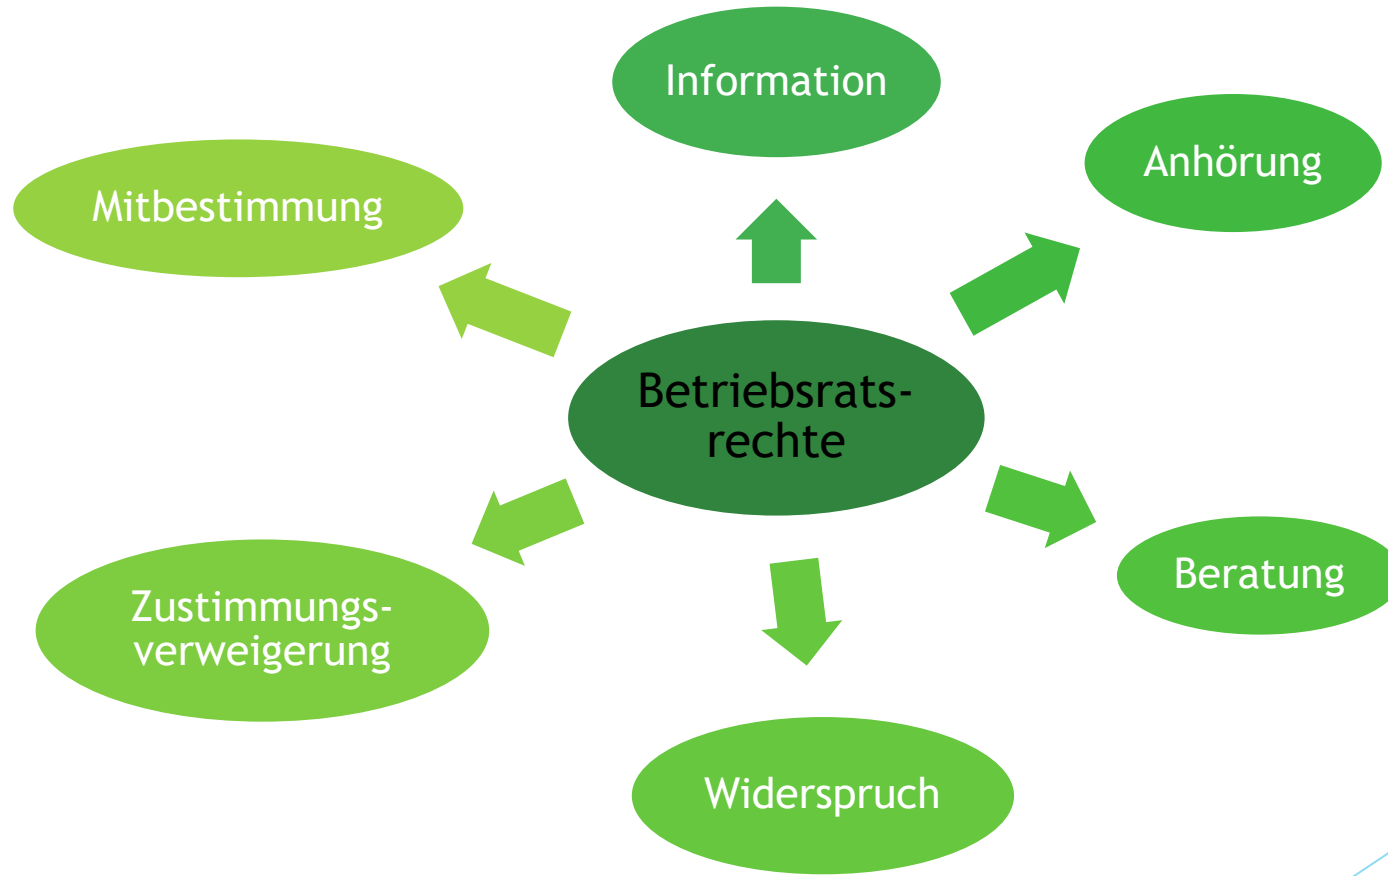 Information
Anhörung
Mitbestimmung
Betriebsrats-
rechte
Beratung
Zustimmungs-
verweigerung
Widerspruch